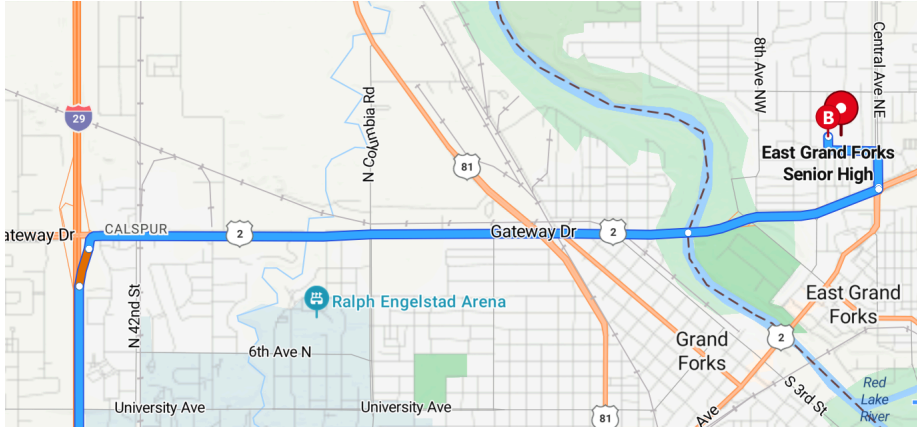 29
81
N Columbia Rd
8th Ave NW
Central Ave NE
B
East Grand Forks
Senior High
ateway Dr
CALSPUR
2
Gateway Dr
2
N 42nd St
Ralph Engelstad Arena
East Grand
Forks
Grand
Forks
2
6th Ave N
S 3rd St
Red
Lake
River
University Ave
University Ave
81
Ave